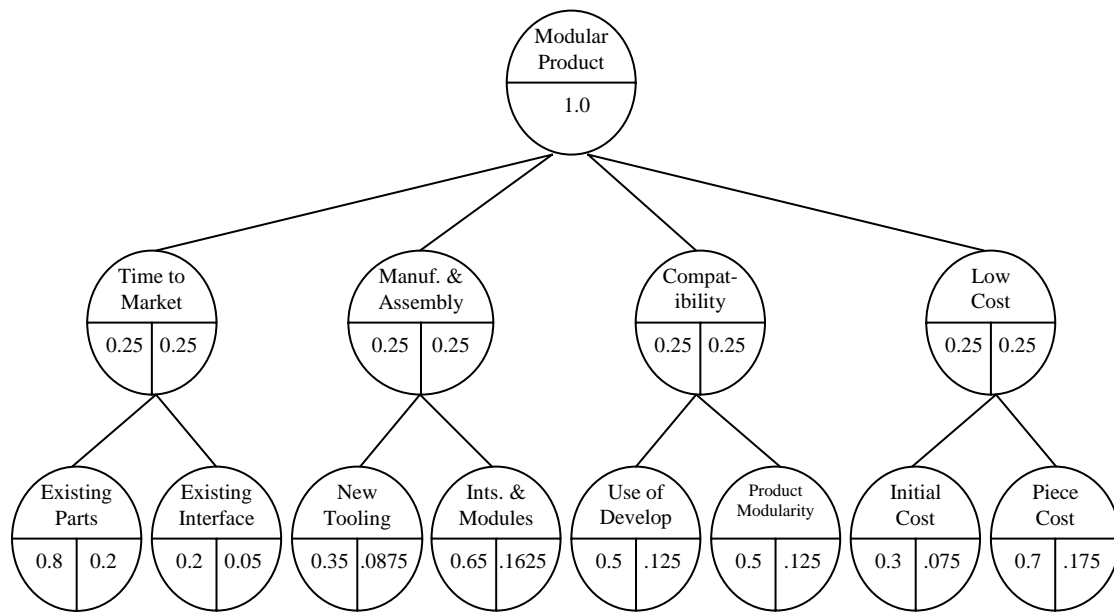 Modular
Product
1.0
Time to
Market
0.25 0.25
Manuf. &
Assembly
0.25 0.25
Compat-
ibility
0.25 0.25
Low
Cost
0.25 0.25
Existing
Parts
0.8 0.2
Existing
Interface
0.2 0.05
New
Tooling
0.35 .0875
Ints. &
Modules
0.65 .1625
Use of
Develop
0.5 .125
Product
Modularity
0.5 .125
Initial
Cost
0.3 .075
Piece
Cost
0.7 .175